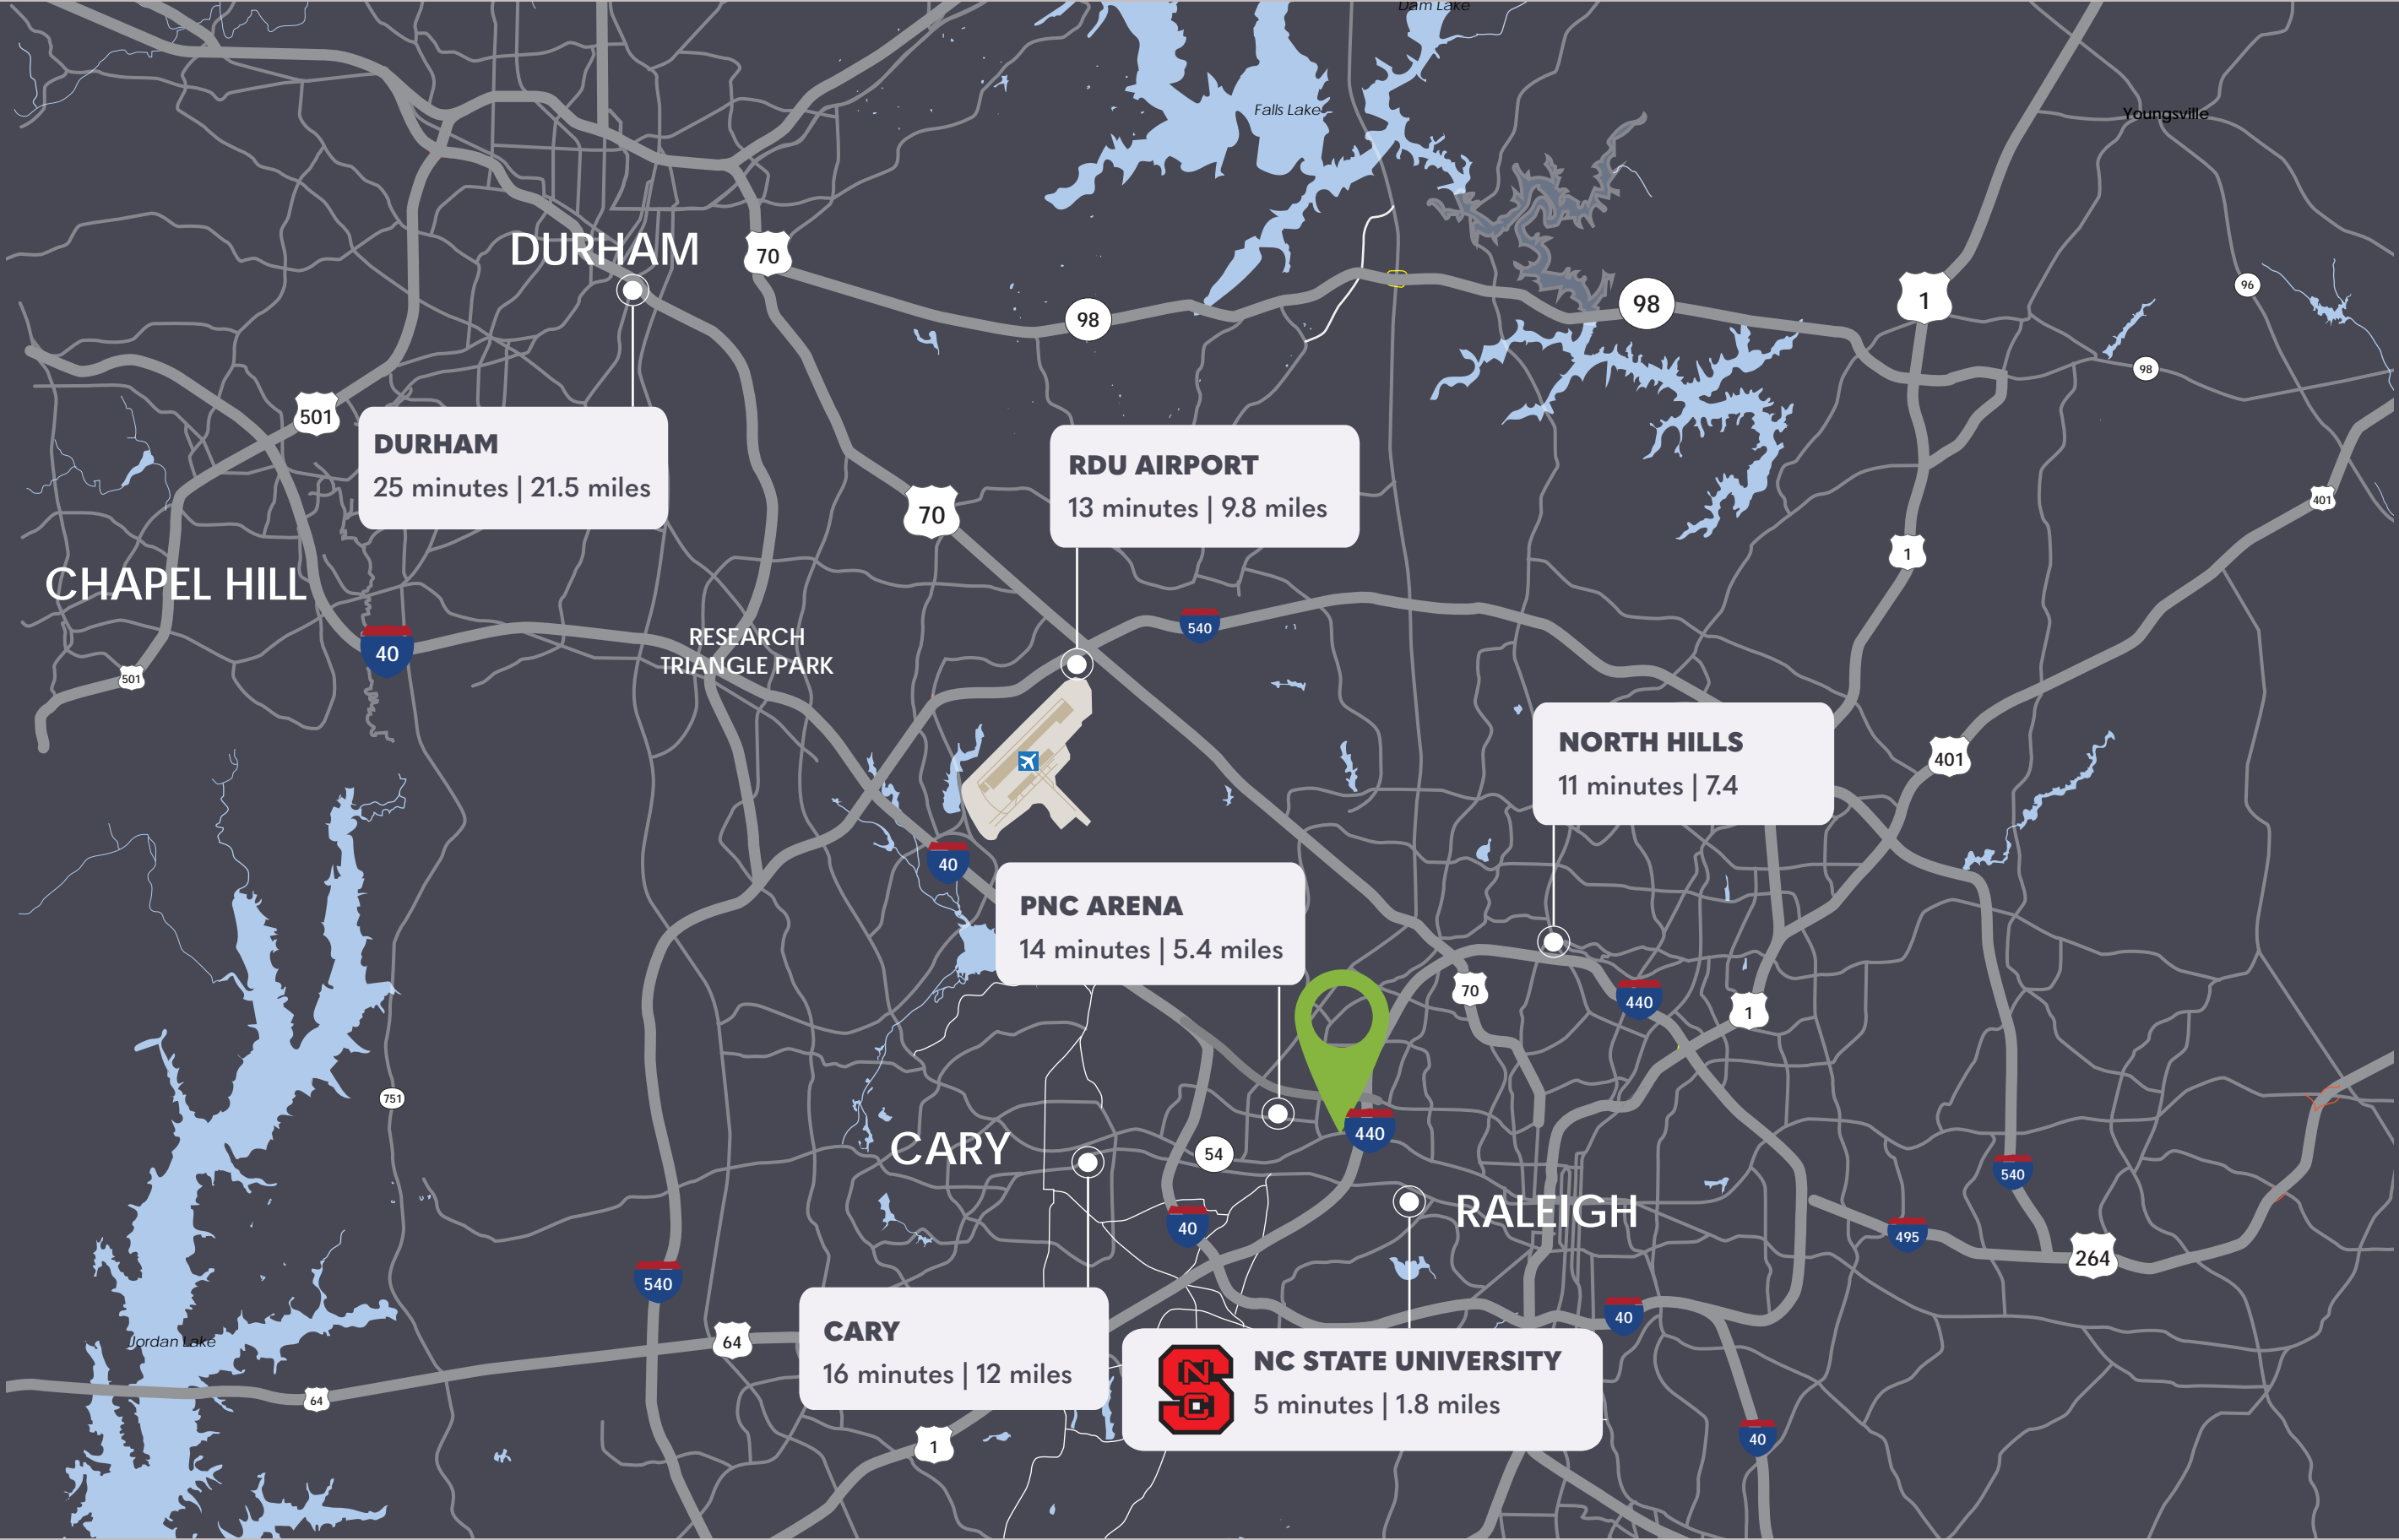 Dam Lake
Falls Lake
Youngsville
DURHAM
70
98
98
1
96
98
501
DURHAM
25 minutes | 21.5 miles
RDU AIRPORT
13 minutes | 9.8 miles
70
401
1
CHAPEL HILL
40
501
RESEARCH
TRIANGLE PARK
540
NORTH HILLS
11 minutes | 7.4
401
40
PNC ARENA
14 minutes | 5.4 miles
70
440
1
751
440
CARY
54
540
RALEIGH
40
495
264
540
40
64
CARY
16 minutes | 12 miles
Jordan Lake
64
NC STATE UNIVERSITY
5 minutes | 1.8 miles
NCS
1
40